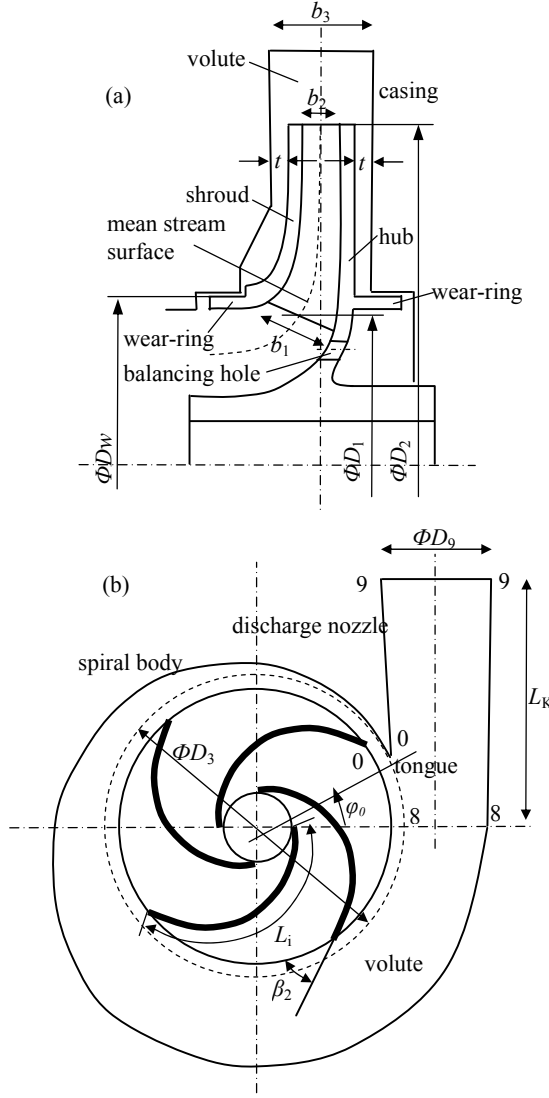 b3
volute
(a)
casing
b2
t
t
shroud
mean stream
surface
hub
wear-ring
wear-ring
b1
balancing hole
ΦDw
ΦD1
ΦD2
ΦD9
(b)
9
9
discharge nozzle
spiral body
LK
ΦD3
0
0
tongue
φ0
8
8
Li
volute
β2